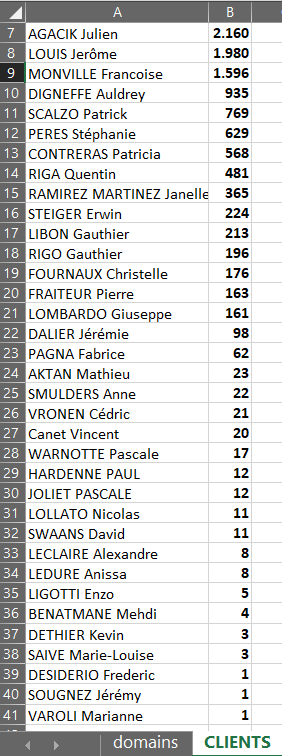 A B
7 AGACIK Julien 2.160
8 LOUIS Jerôme 1.980
9 MONVILLE Francoise 1.596
10 DIGNEFFE Auldrey 935
11 SCALZO Patrick 769
12 PERES Stéphanie 629
13 CONTRERAS Patricia 568
14 RIGA Quentin 481
15 RAMIREZ MARTINEZ Janelle 365
16 STEIGER Erwin 224
17 LIBON Gauthier 213
18 RIGO Gauthier 196
19 FOURNAUX Christelle 176
20 FRAITEUR Pierre 163
21 LOMBARDO Giuseppe 161
22 DALIER Jérémie 98
23 PAGNA Fabrice 62
24 AKTAN Mathieu 23
25 SMULDERS Anne 22
26 VRONEN Cédric 21
27 Canet Vincent 20
28 WARNOTTE Pascale 17
29 HARDENNE PAUL 12
30 JOLIET PASCALE 12
31 LOLLATO Nicolas 11
32 SWAANS David 11
33 LECLAIRE Alexandre 8
34 LEDURE Anissa 8
35 LIGOTTI Enzo 5
36 BENATMANE Mehdi 4
37 DETHIER Kevin 3
38 SAIVE Marie-Louise 3
39 DESIDERIO Frederic 1
40 SOUGNEZ Jérémy 1
41 VAROLI Marianne 1
domains CLIENTS